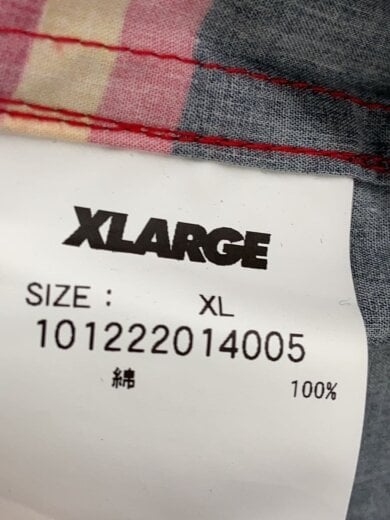 XLARGE
SIZE : XL
101222014005
綿 100%